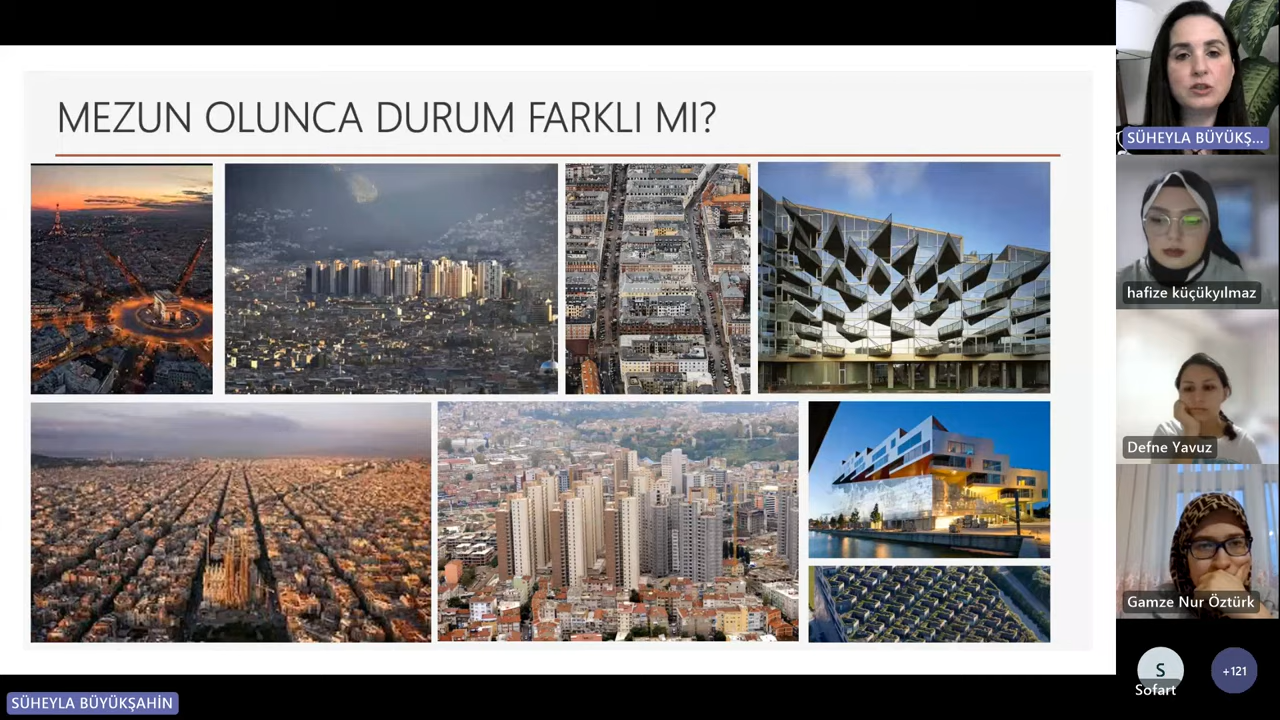 MEZUN OLUNCA DURUM FARKLI MI?
SÜHEYLA BÜYÜKŞ...
hafize küçükyılmaz
Defne Yavuz
Gamze Nur Öztürk
S
Sofart
+121
SÜHEYLA BÜYÜKŞAHİN